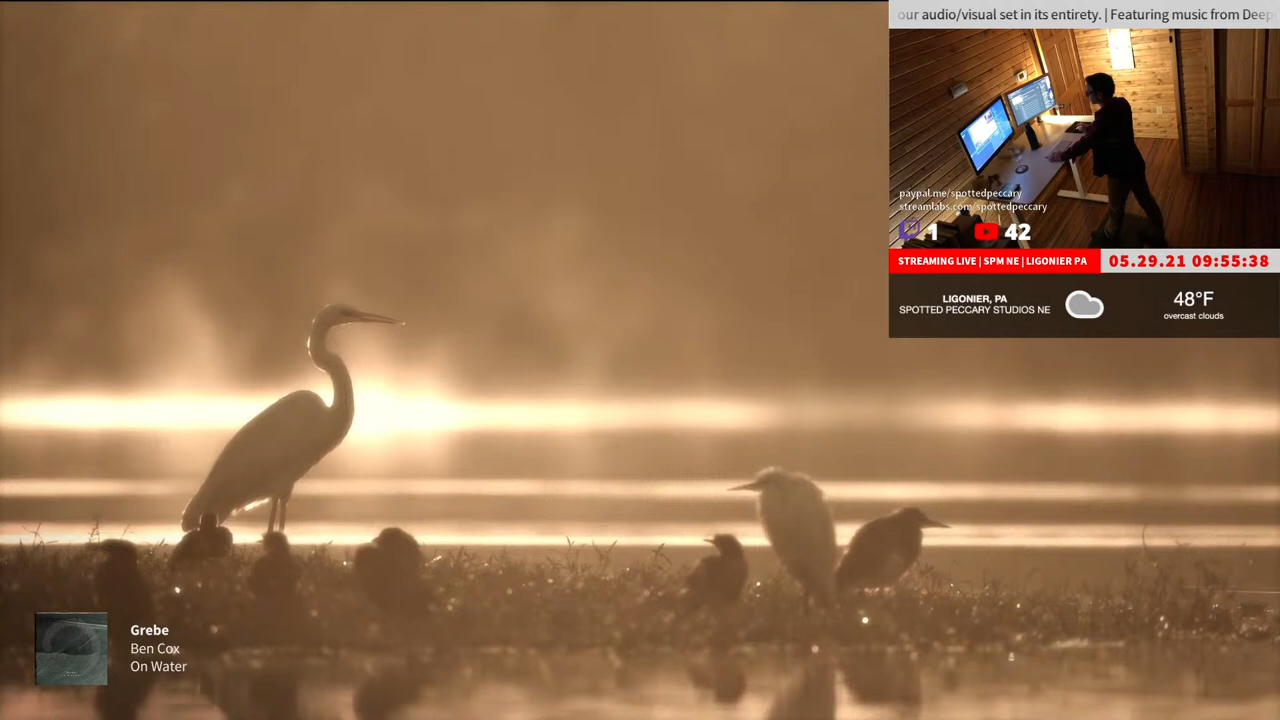 our audio/visual set in its entirety. | Featuring music from Deep
paypal.me/spottedpeccary
streamlabs.com/spottedpeccary
1 42
STREAMING LIVE | SPM NE | LIGONIER PA
05.29.21 09:55:38
LIGONIER, PA
SPOTTED PECCARY STUDIOS NE
48°F
overcast clouds
Grebe
Ben Cox
On Water